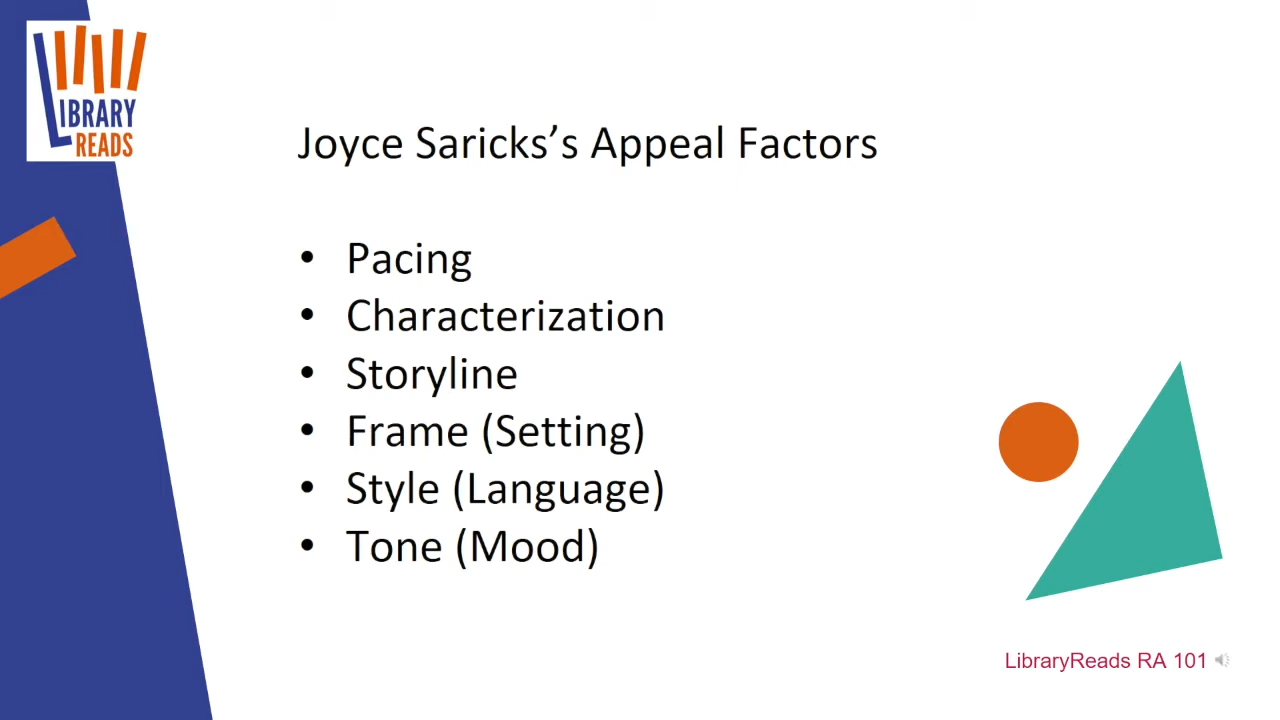 LIBRARY
READS
Joyce Saricks’s Appeal Factors
• Pacing
• Characterization
• Storyline
• Frame (Setting)
• Style (Language)
• Tone (Mood)
LibraryReads RA 101